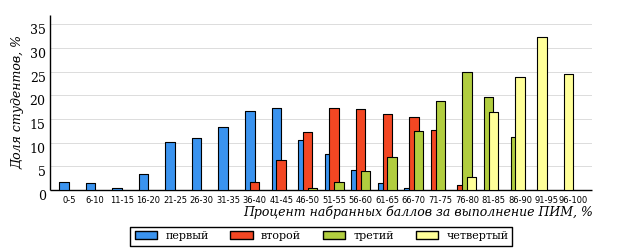 Доля студентов, %
35
30
25
20
15
10
5
0
0-5 6-10 11-15 16-20 21-25 26-30 31-35 36-40 41-45 46-50 51-55 56-60 61-65 66-70 71-75 76-80 81-85 86-90 91-95 96-100
Процент набранных баллов за выполнение ПИМ, %
первый второй третий четвертый